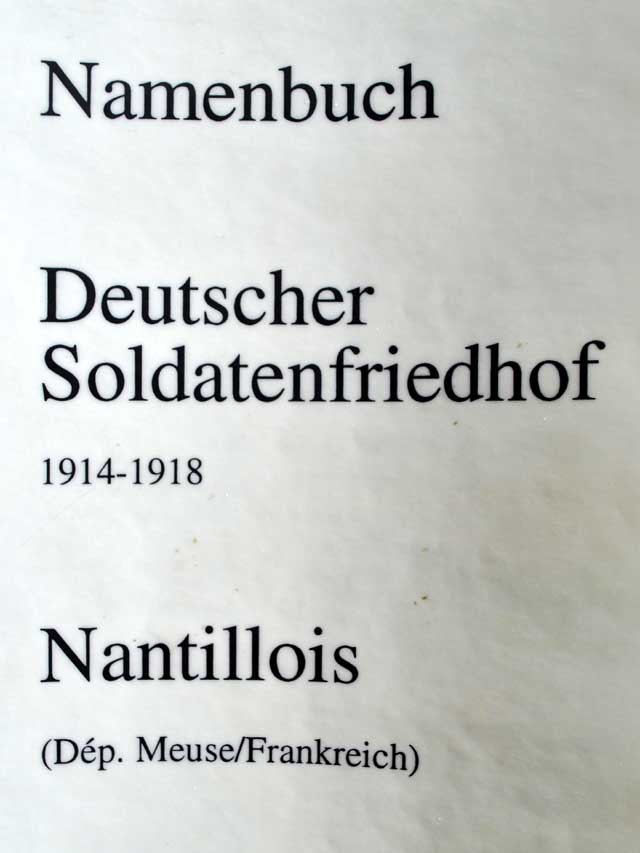 Namenbuch
Deutscher
Soldatenfriedhof
1914-1918
Nantillois
(Dép. Meuse/Frankreich)